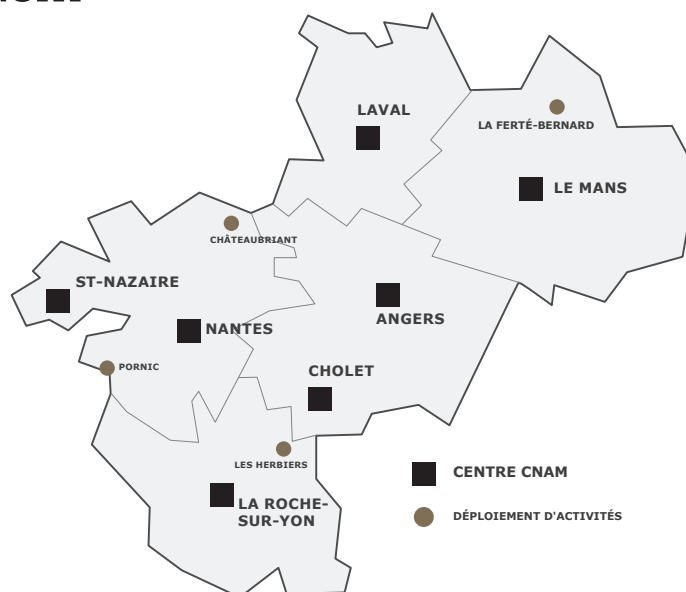 LAVAL
LA FERTÉ-BERNARD
LE MANS
CHÂTEAUBRIANT
ST-NAZAIRE
ANGERS
NANTES
PORNIC
CHOLET
LES HERBIERS
CENTRE CNAM
LA ROCHE-
SUR-YON
DÉPLOIEMENT D'ACTIVITÉS